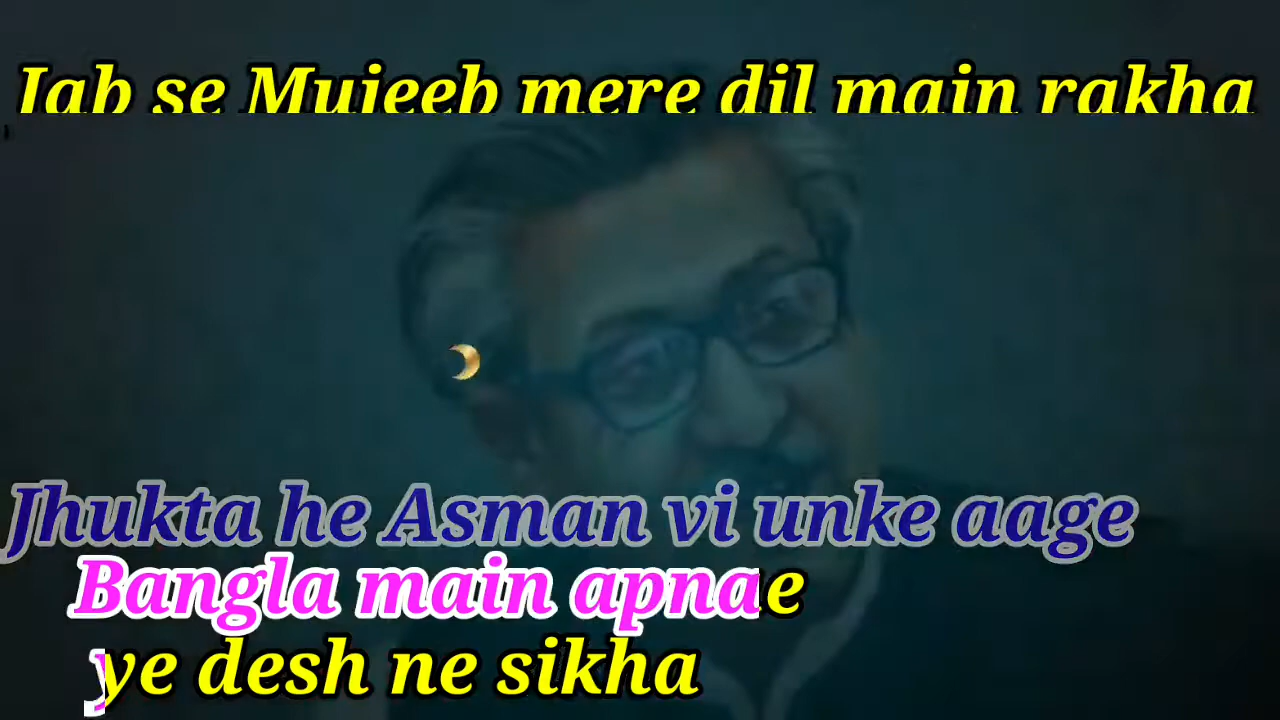 Jab se Mujeeb mere dil main rakha
Jhukta he Asman vi unke aage
Bangla main apnae
ye desh ne sikha